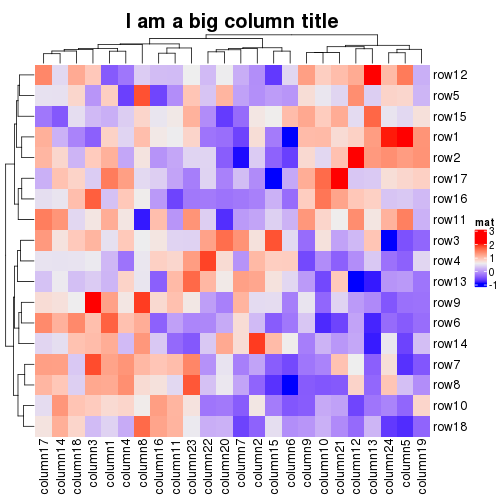 I am a big column title
row12
row5
row15
row1
row2
row17
row16
row11
row3
row4
row13
row9
row6
row14
row7
row8
row10
row18
mat
3
2
1
0
-1
column17
column14
column18
column3
column1
column4
column8
column16
column11
column23
column22
column20
column7
column2
column15
column6
column9
column10
column21
column12
column13
column24
column5
column19